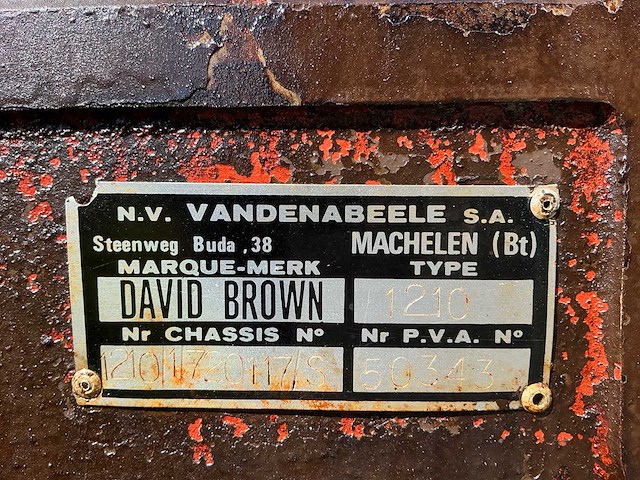 N.V. VANDENABEELE S.A.
Steenweg Buda , 38 MACHELEN (Bt)
MARQUE-MERK TYPE
DAVID BROWN 1210
Nr CHASSIS N° Nr P.V.A. N°
50343